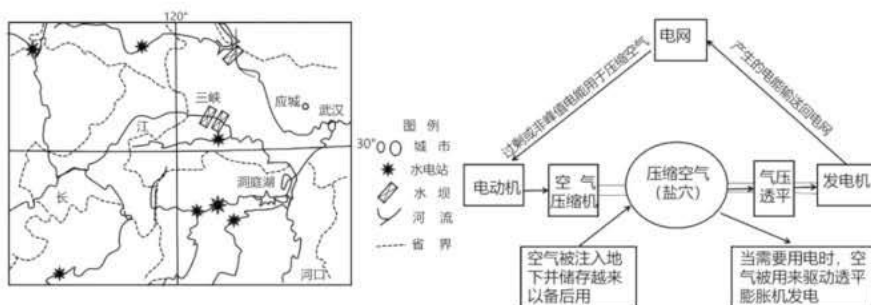 120°
三峡
应城
武汉
江
30°
长
洞庭湖
河口
图 例
城 市
水电站
水 坝
河 流
省 界
电网
过剩或非峰值电能用于压缩空气
产生的电能输送回电网
电动机
空 气
压缩机
压缩空气
（盐穴）
气压
透平
发电机
空气被注入地
下井储存越来
以备后用
当需要用电时，空
气被用来驱动透平
膨胀机发电